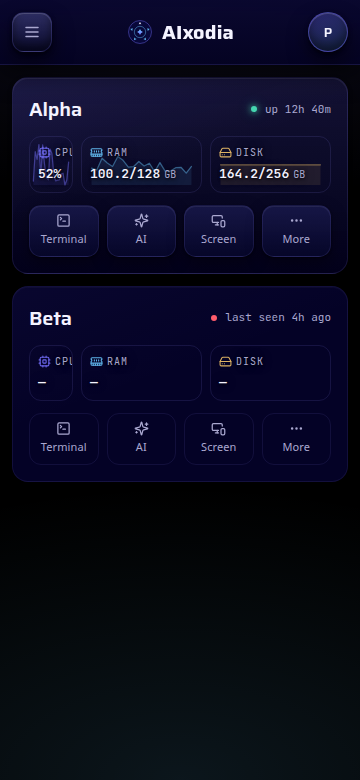 AIxodia
P
Alpha
up 12h 40m
CPU
RAM
DISK
52%
100.2/128 GB
164.2/256 GB
Terminal
AI
Screen
More
Beta
last seen 4h ago
CPU
RAM
DISK
—
—
—
Terminal
AI
Screen
More